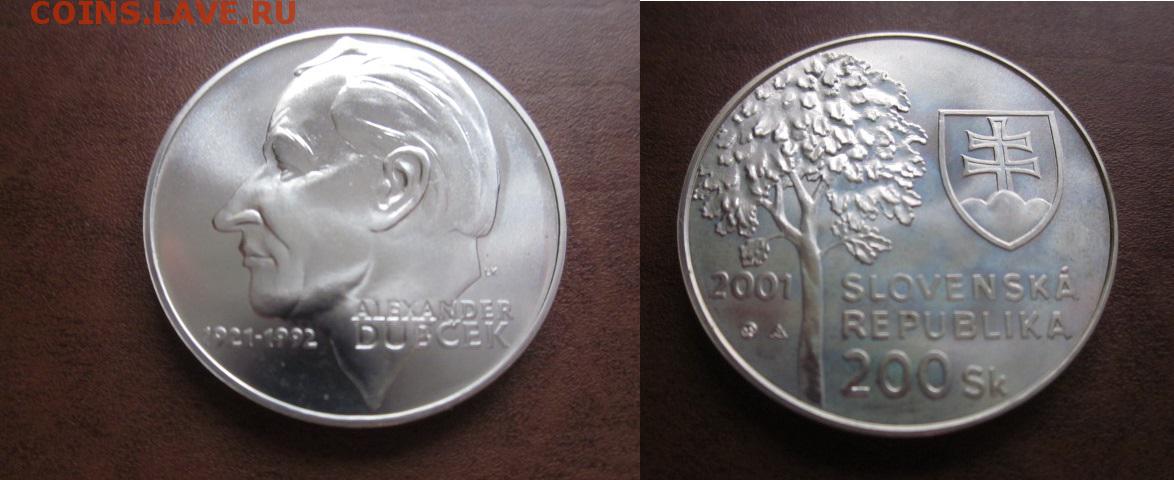 COINS.LAVE.RU
ALEXANDER
DUBČEK
1921-1992
2001
SLOVENSKÁ
REPUBLIKA
200 Sk